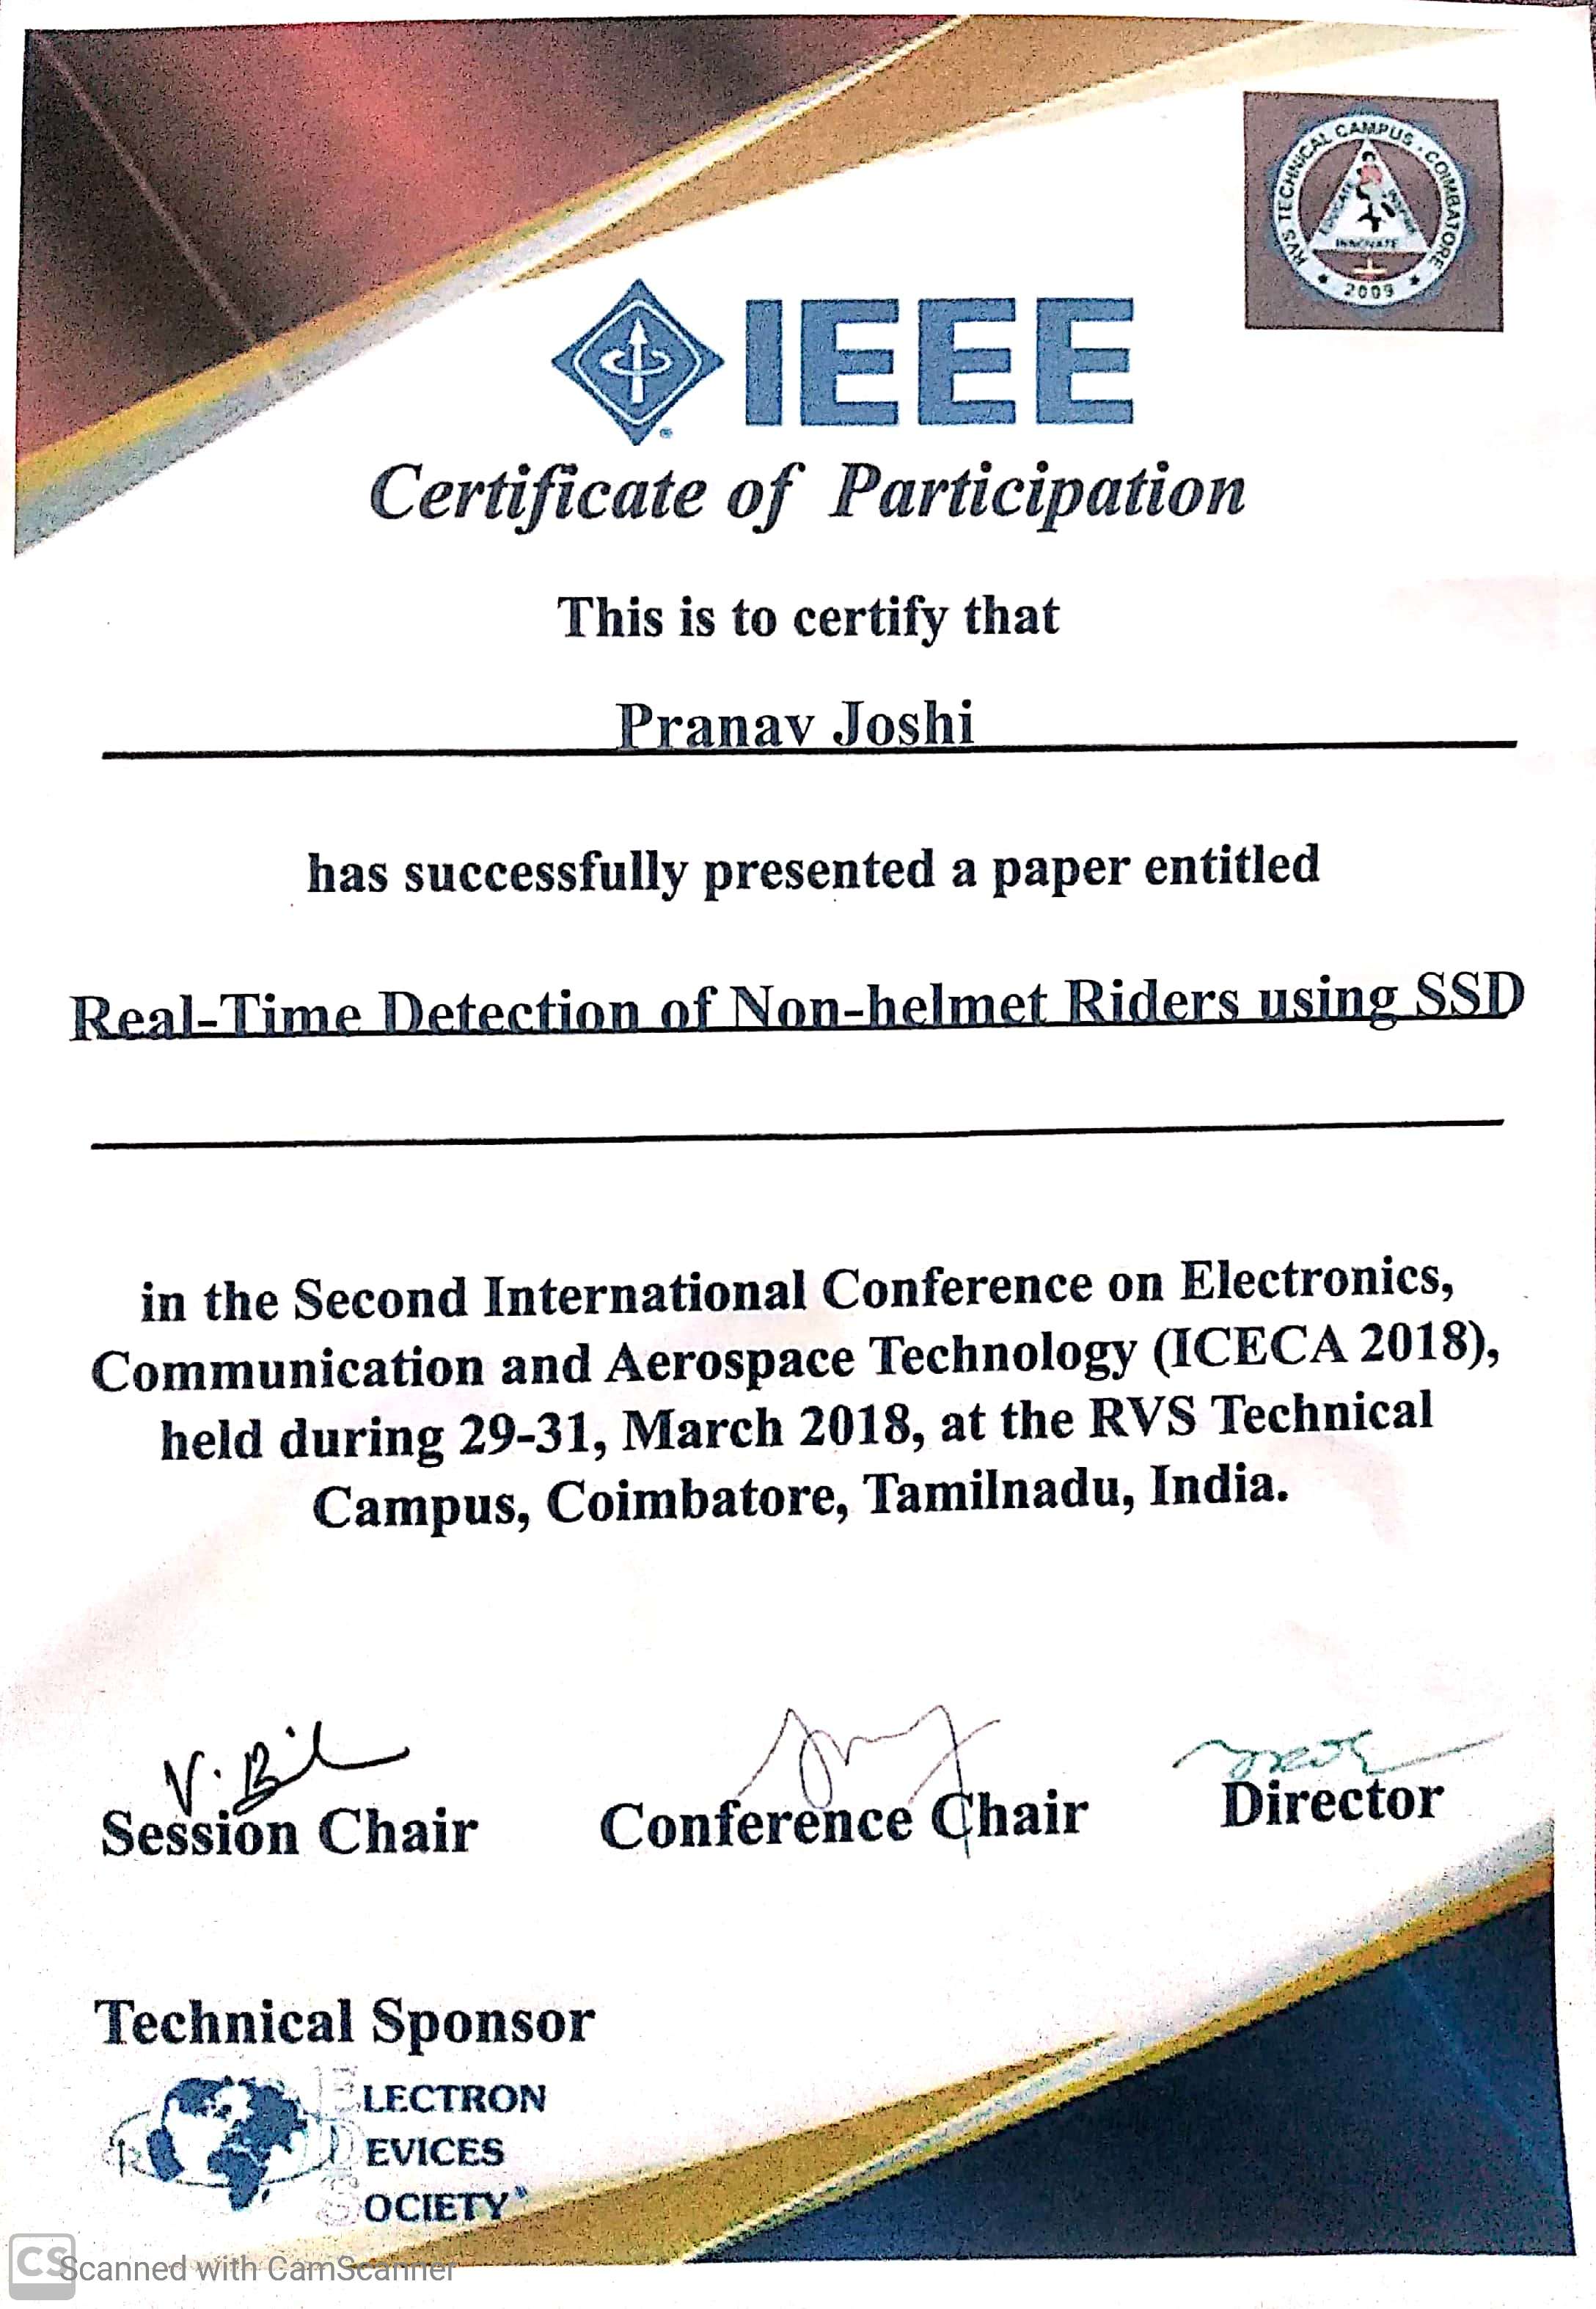 RVS TECHNICAL CAMPUS - COIMBATORE
INNOVATE
2009
IEEE
Certificate of Participation
This is to certify that
Pranav Joshi
has successfully presented a paper entitled
Real-Time Detection of Non-helmet Riders using SSD
in the Second International Conference on Electronics,
Communication and Aerospace Technology (ICECA 2018),
held during 29-31, March 2018, at the RVS Technical
Campus, Coimbatore, Tamilnadu, India.
Session Chair
Conference Chair
Director
Technical Sponsor
ELECTRON
DEVICES
SOCIETY
CS Scanned with CamScanner